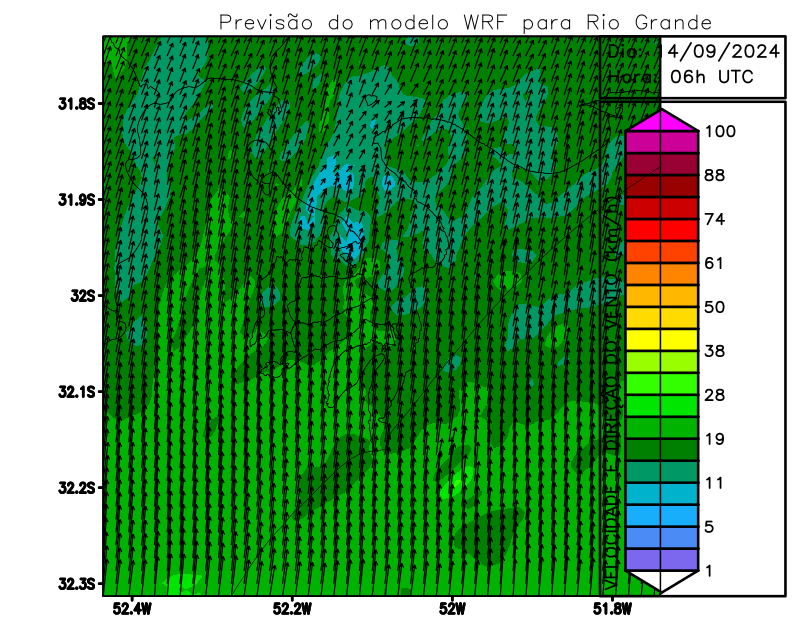 Previsão do modelo WRF para Rio Grande
Dia: 14/09/2024
Hora: 06h UTC
31.8S
31.9S
32S
32.1S
32.2S
32.3S
52.4W
52.2W
52W
51.8W
VELOCIDADE E DIREÇÃO DO VENTO (km/h)
100
88
74
61
50
38
28
19
11
5
1